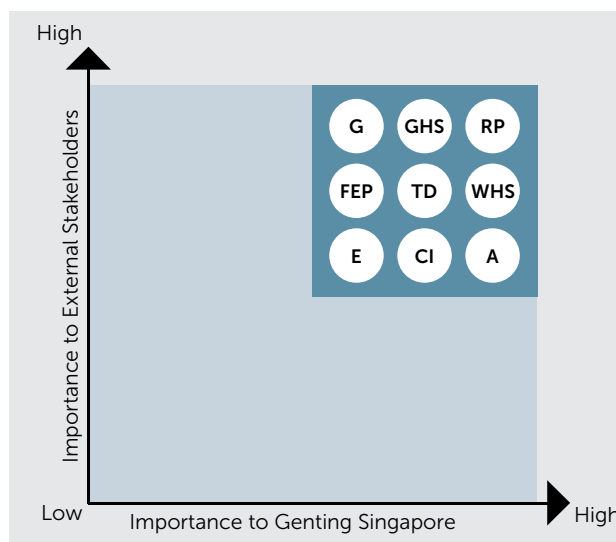 High
Importance to External Stakeholders
G GHS RP
FEP TD WHS
E CI A
Low
Importance to Genting Singapore
High